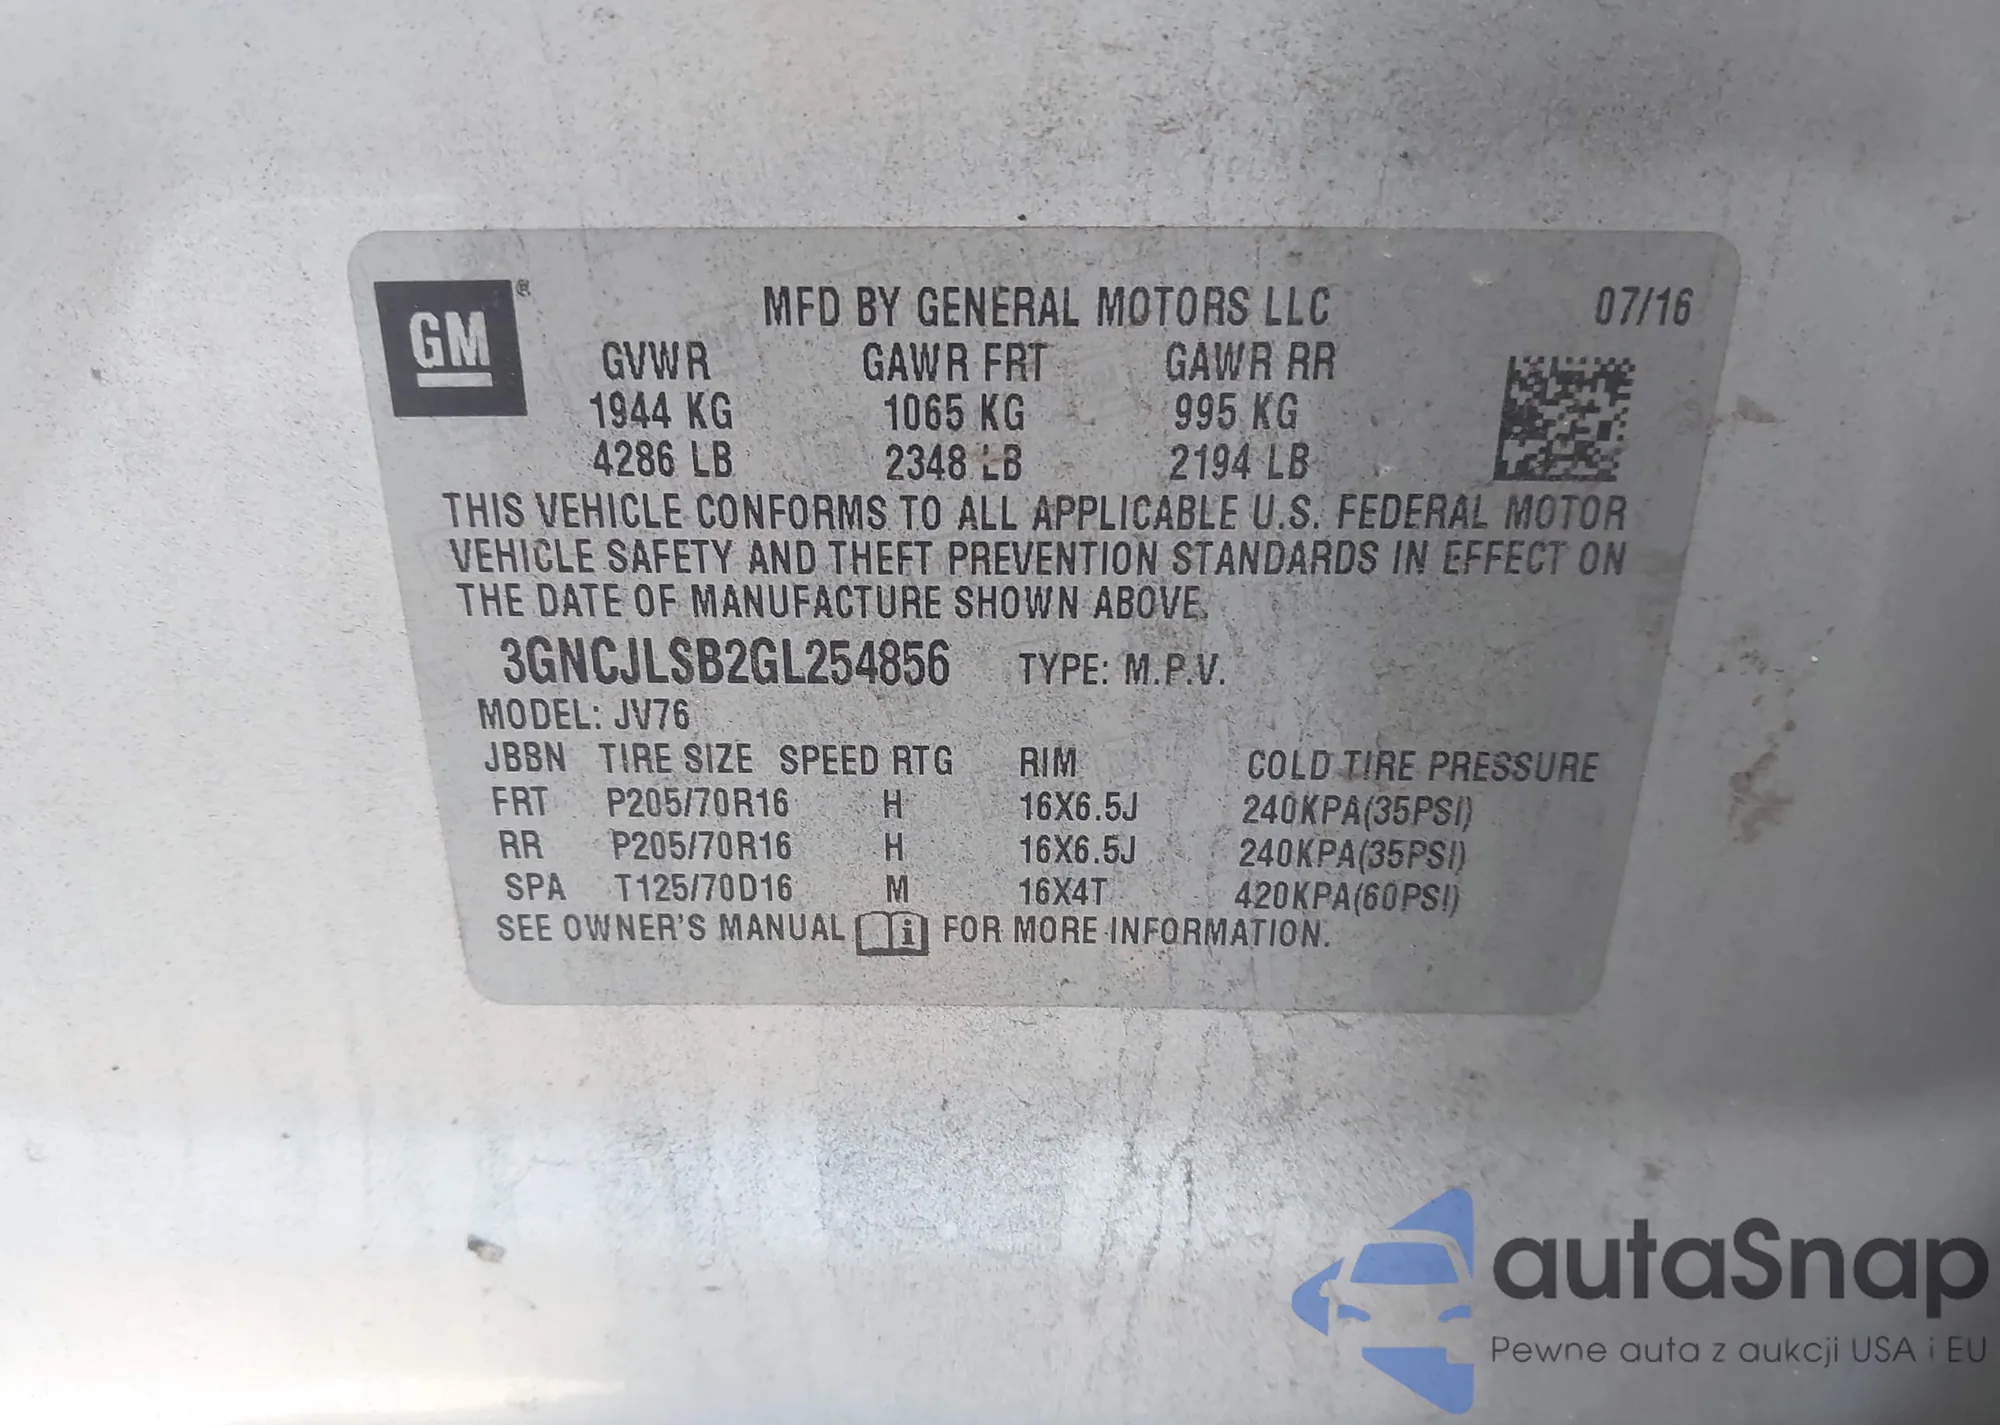 GM ®
MFD BY GENERAL MOTORS LLC 07/16
GVWR GAWR FRT GAWR RR
1944 KG 1065 KG 995 KG
4286 LB 2348 LB 2194 LB
THIS VEHICLE CONFORMS TO ALL APPLICABLE U.S. FEDERAL MOTOR
VEHICLE SAFETY AND THEFT PREVENTION STANDARDS IN EFFECT ON
THE DATE OF MANUFACTURE SHOWN ABOVE.
3GNCJLSB2GL254856 TYPE: M.P.V.
MODEL: JV76
JBBN TIRE SIZE SPEED RTG RIM COLD TIRE PRESSURE
FRT P205/70R16 H 16X6.5J 240KPA(35PSI)
RR P205/70R16 H 16X6.5J 240KPA(35PSI)
SPA T125/70D16 M 16X4T 420KPA(60PSI)
SEE OWNER'S MANUAL FOR MORE INFORMATION.
autaSnap
Pewne auta z aukcji USA i EU